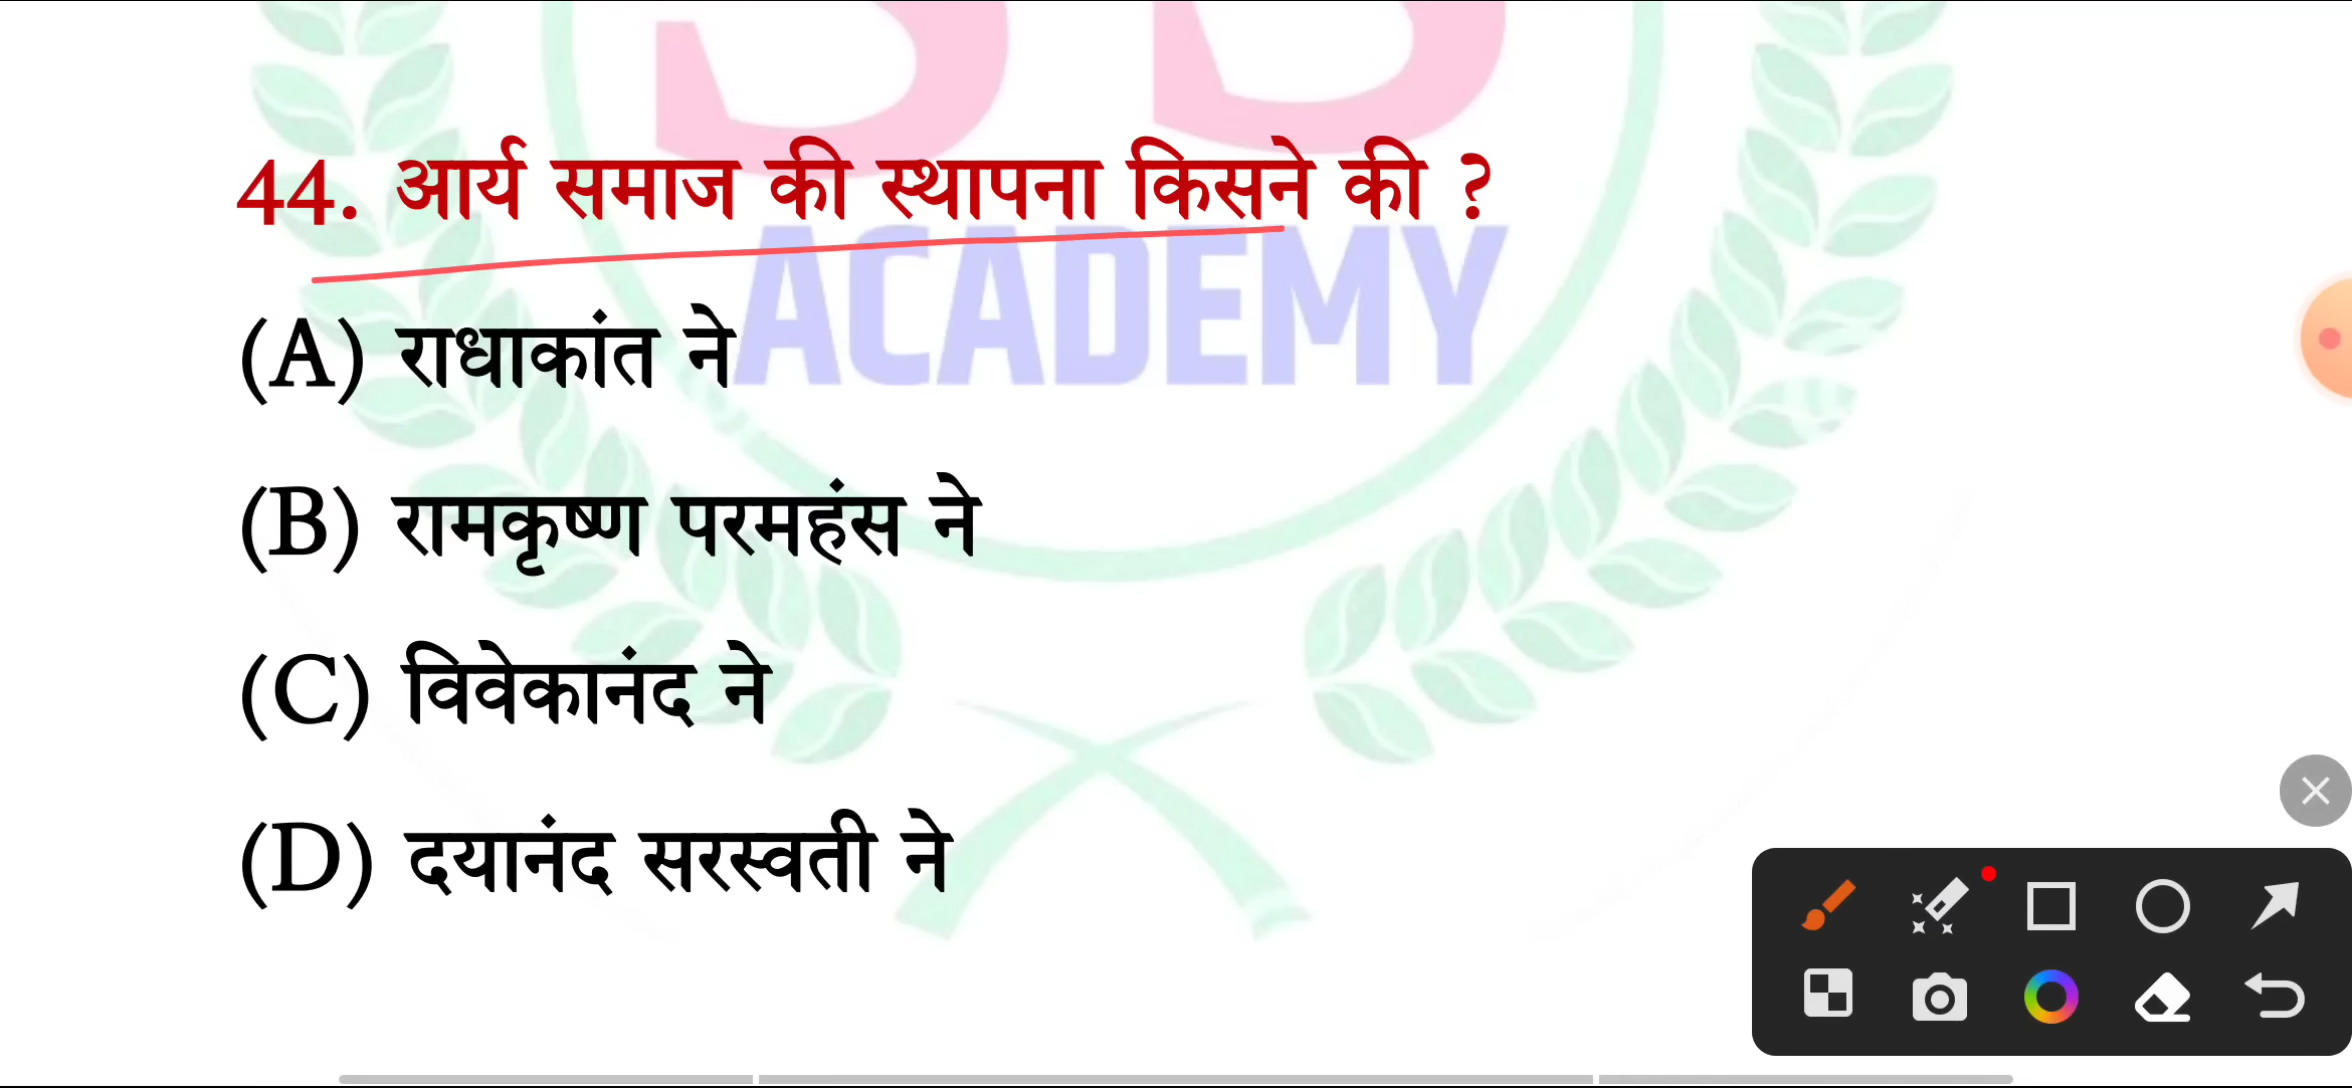 44. आर्य समाज की स्थापना किसने की ?
ACADEMY
(A) राधाकांत ने
(B) रामकृष्ण परमहंस ने
(C) विवेकानंद ने
(D) दयानंद सरस्वती ने